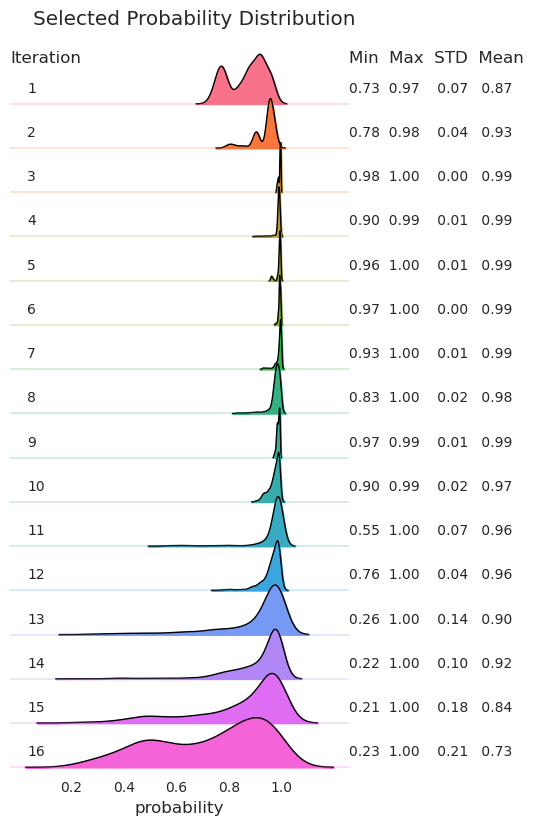 Selected Probability Distribution
Iteration Min Max STD Mean
1 0.73 0.97 0.07 0.87
2 0.78 0.98 0.04 0.93
3 0.98 1.00 0.00 0.99
4 0.90 0.99 0.01 0.99
5 0.96 1.00 0.01 0.99
6 0.97 1.00 0.00 0.99
7 0.93 1.00 0.01 0.99
8 0.83 1.00 0.02 0.98
9 0.97 0.99 0.01 0.99
10 0.90 0.99 0.02 0.97
11 0.55 1.00 0.07 0.96
12 0.76 1.00 0.04 0.96
13 0.26 1.00 0.14 0.90
14 0.22 1.00 0.10 0.92
15 0.21 1.00 0.18 0.84
16 0.23 1.00 0.21 0.73
0.2 0.4 0.6 0.8 1.0
probability